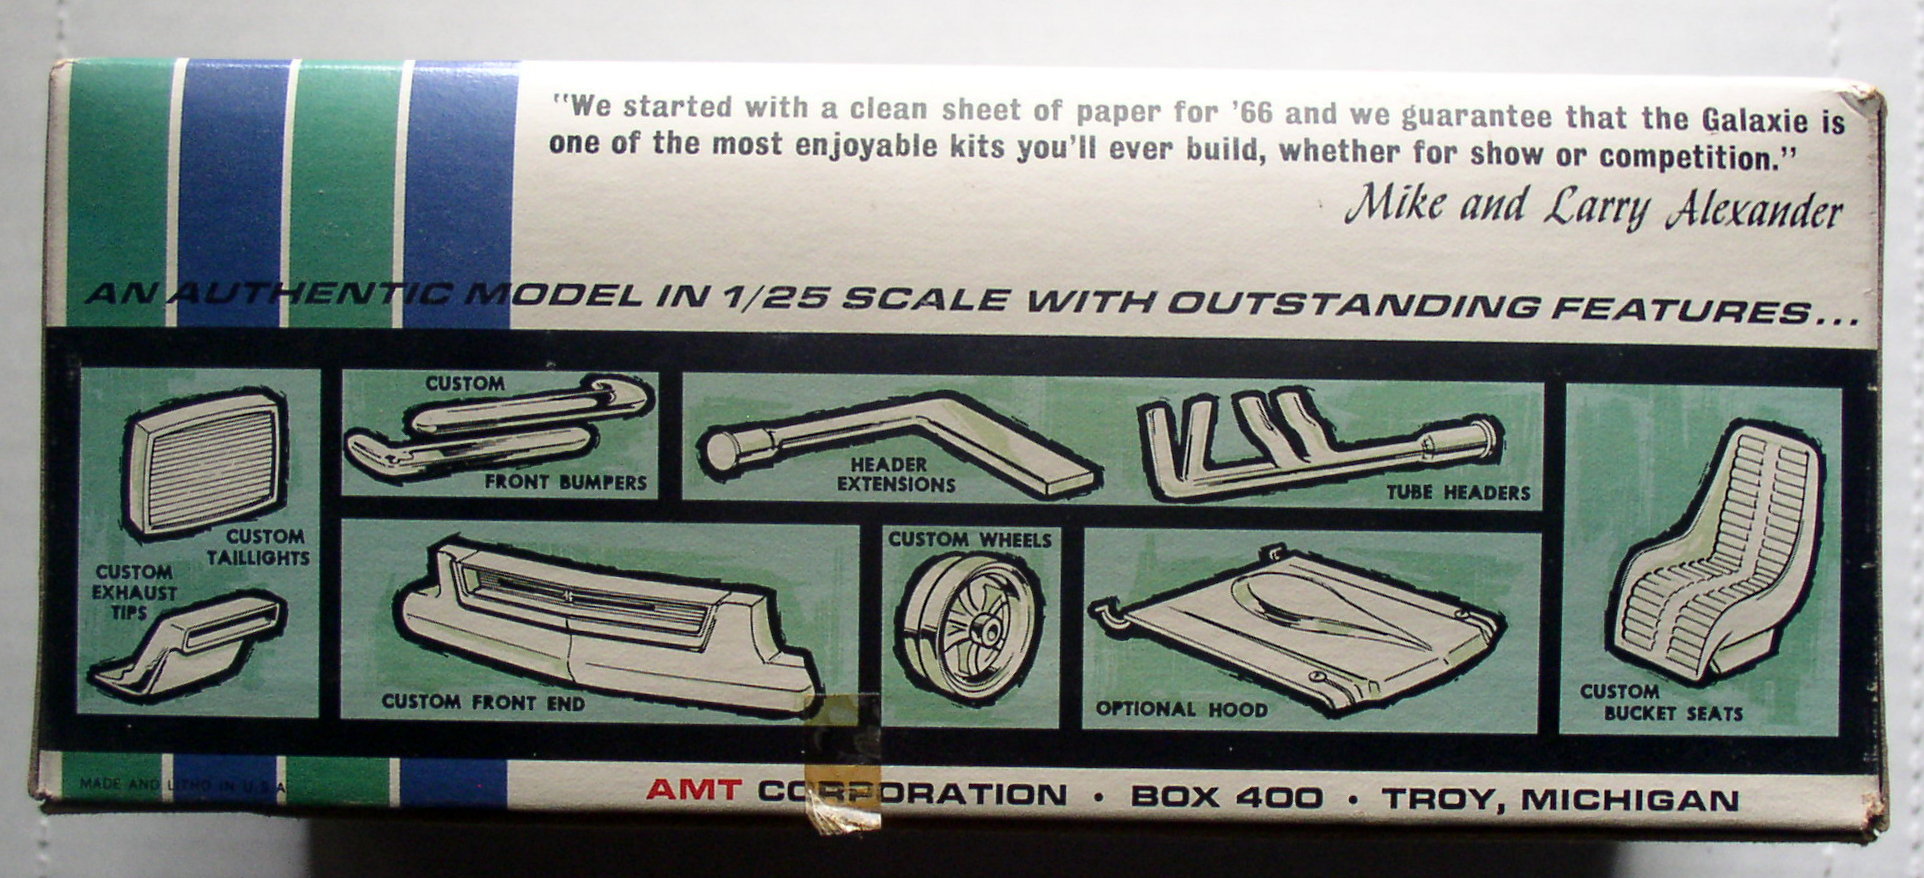 "We started with a clean sheet of paper for '66 and we guarantee that the Galaxie is
one of the most enjoyable kits you'll ever build, whether for show or competition."
Mike and Larry Alexander
AN AUTHENTIC MODEL IN 1/25 SCALE WITH OUTSTANDING FEATURES...
CUSTOM
TAILLIGHTS
CUSTOM
EXHAUST
TIPS
CUSTOM
FRONT BUMPERS
HEADER
EXTENSIONS
TUBE HEADERS
CUSTOM FRONT END
CUSTOM WHEELS
OPTIONAL HOOD
CUSTOM
BUCKET SEATS
MADE AND LITHO IN U S A
AMT CORPORATION • BOX 400 • TROY, MICHIGAN